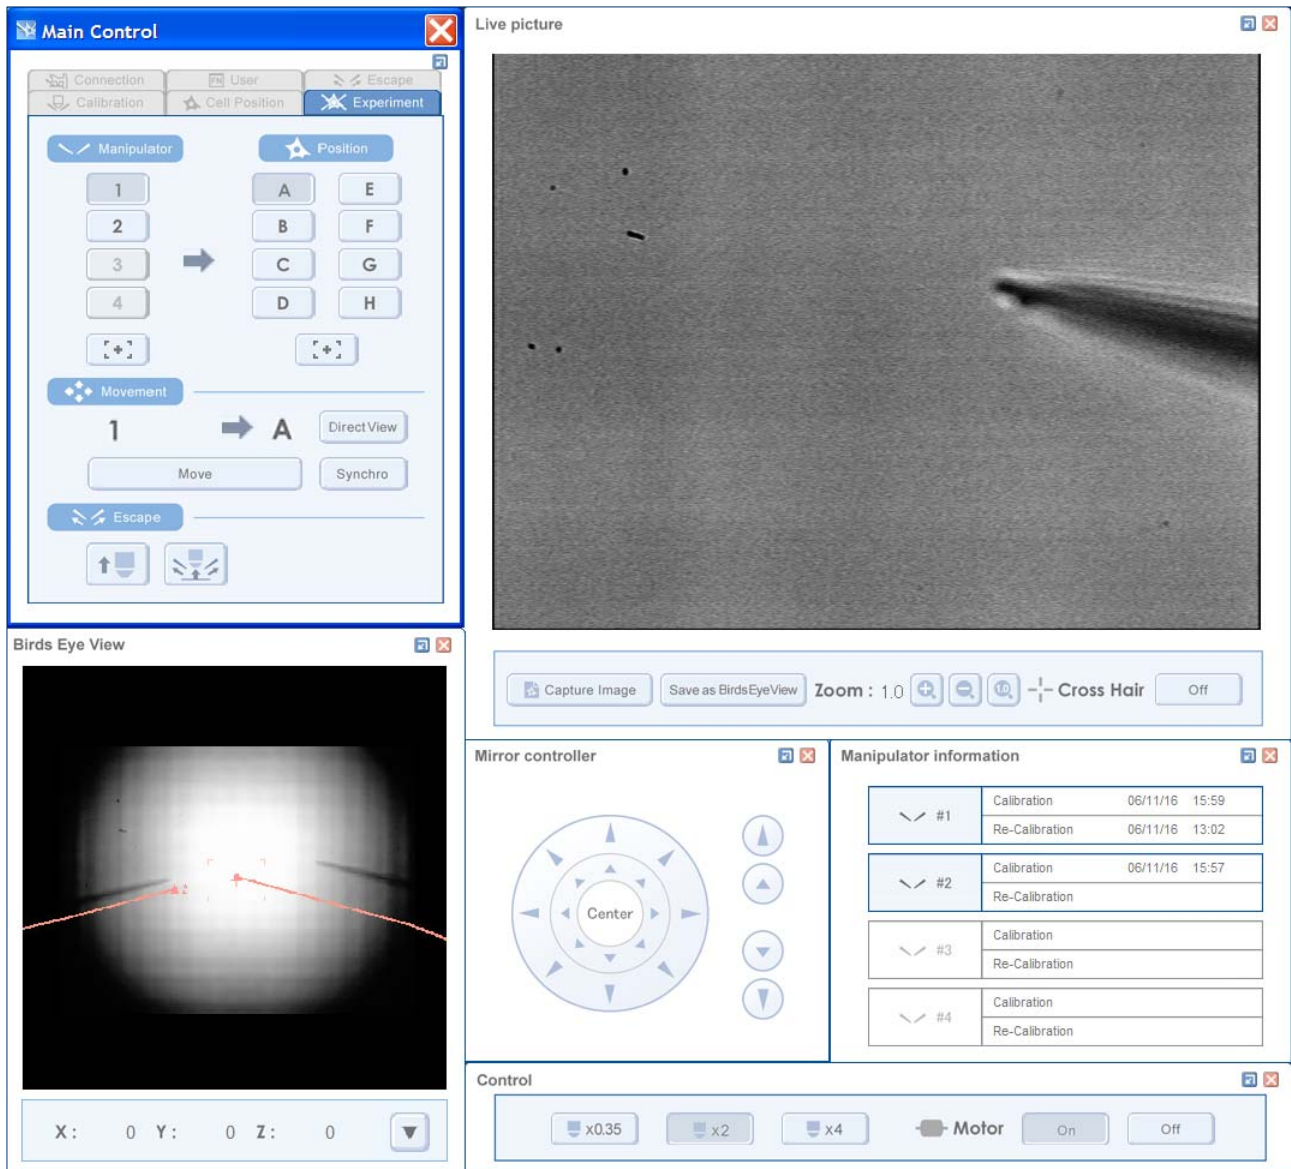 Main Control
Connection
FN User
Escape
Calibration
Cell Position
Experiment
Manipulator
Position
1
A
E
2
B
F
3
C
G
4
D
H
Movement
1
A
Direct View
Move
Synchro
Escape
Live picture
Capture Image
Save as BirdsEyeView
Zoom : 1.0
1.0
Cross Hair
Off
Birds Eye View
X : 0 Y : 0 Z : 0
Mirror controller
Center
Manipulator information
#1
Calibration 06/11/16 15:59
Re-Calibration 06/11/16 13:02
#2
Calibration 06/11/16 15:57
Re-Calibration
#3
Calibration
Re-Calibration
#4
Calibration
Re-Calibration
Control
x0.35
x2
x4
Motor
On
Off